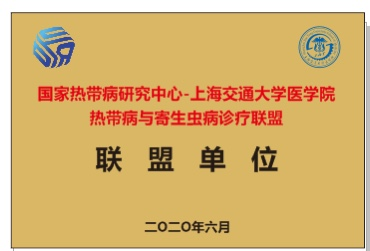 国家热带病研究中心-上海交通大学医学院
热带病与寄生虫病诊疗联盟
联盟单位
二〇二〇年六月